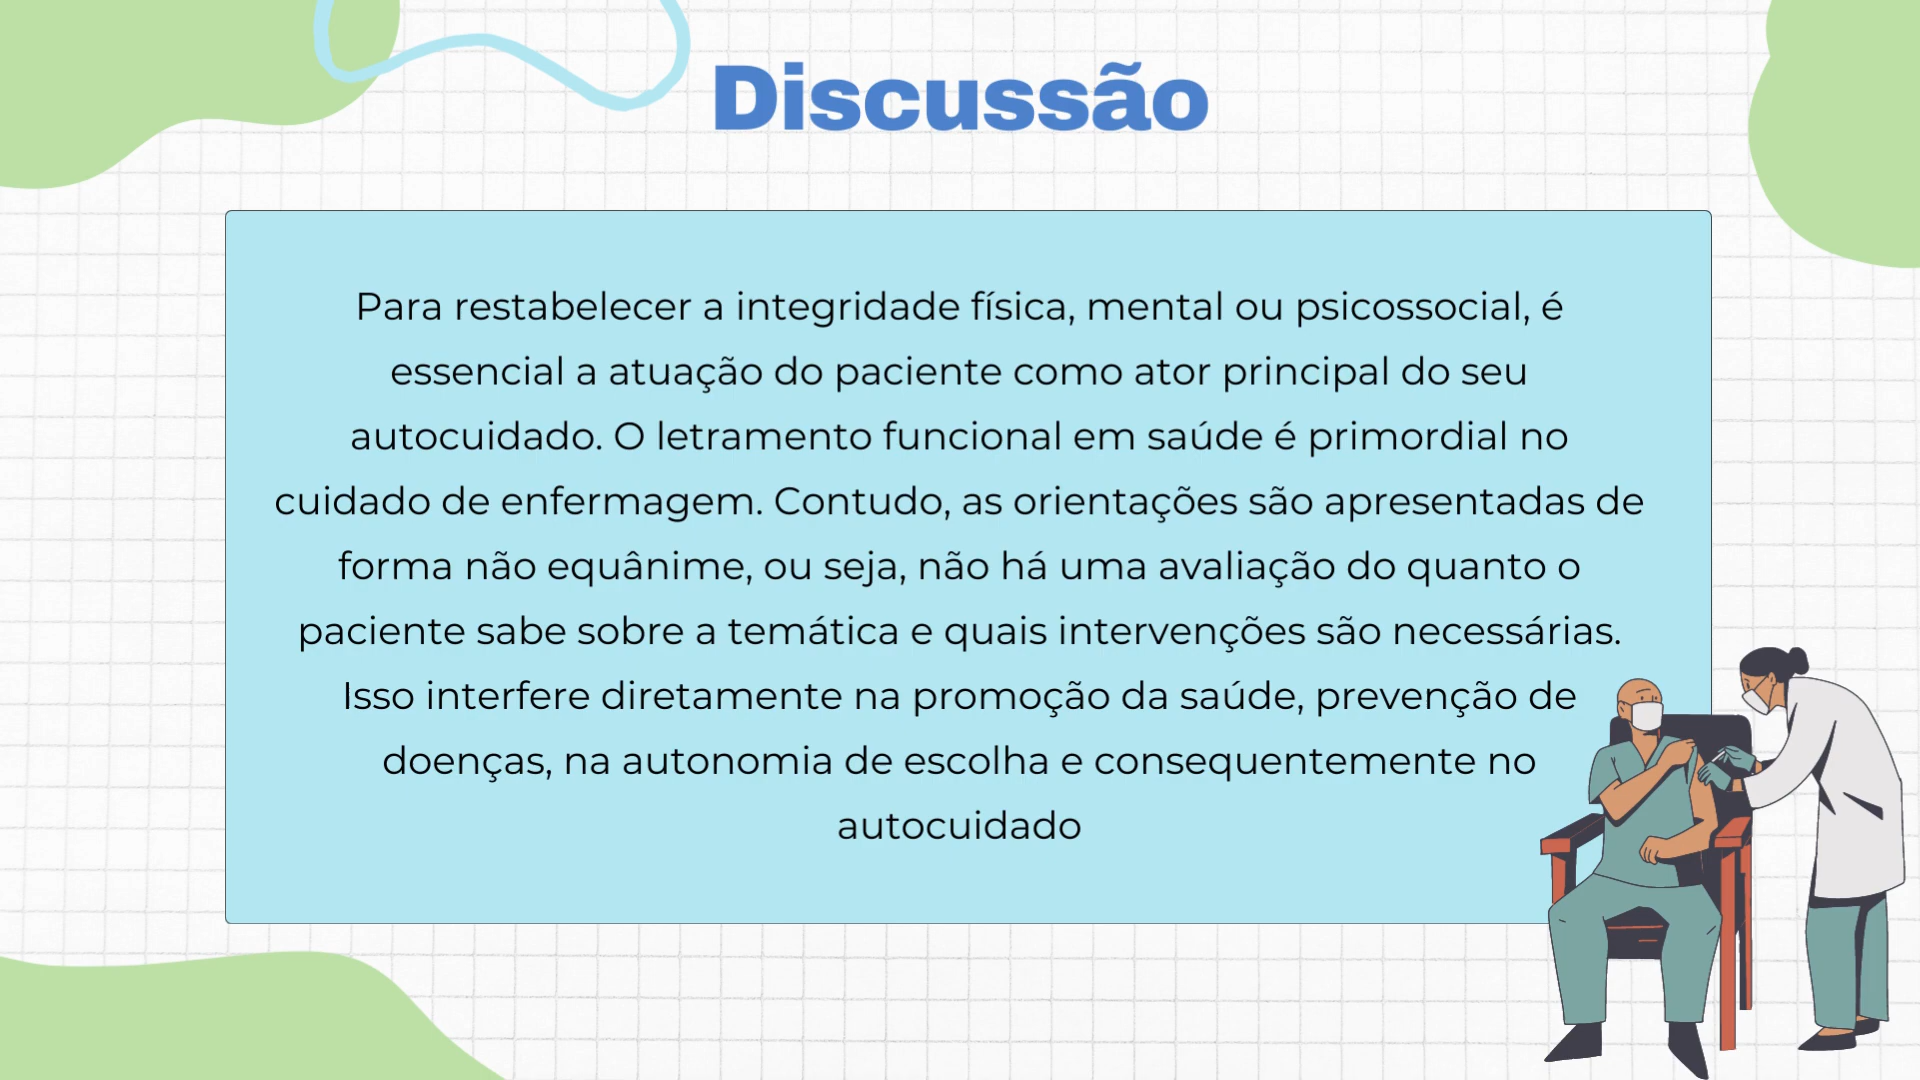 Discussão
Para restabelecer a integridade física, mental ou psicossocial, é
essencial a atuação do paciente como ator principal do seu
autocuidado. O letramento funcional em saúde é primordial no
cuidado de enfermagem. Contudo, as orientações são apresentadas de
forma não equânime, ou seja, não há uma avaliação do quanto o
paciente sabe sobre a temática e quais intervenções são necessárias.
Isso interfere diretamente na promoção da saúde, prevenção de
doenças, na autonomia de escolha e consequentemente no
autocuidado